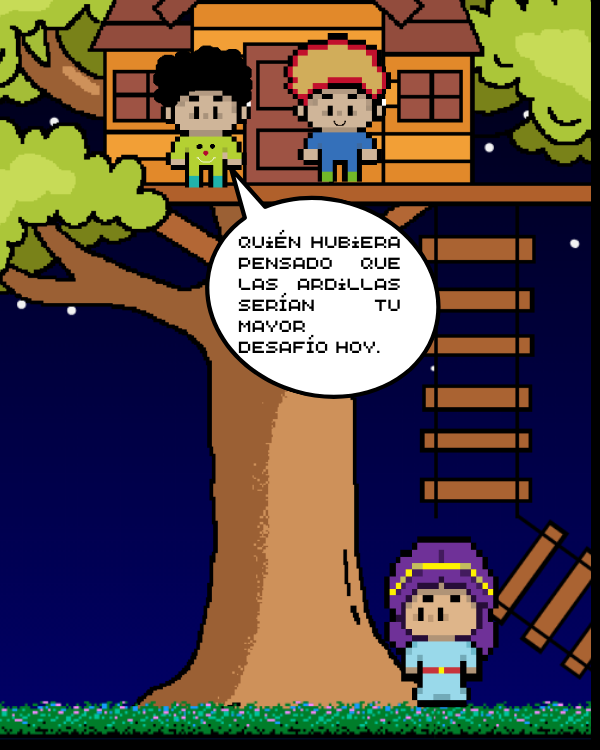 QUiÉN HUBiERA
PENSADO QUE
LAS ARDiLLAS
SERÍAN TU
MAYOR
DESAFÍO HOY.